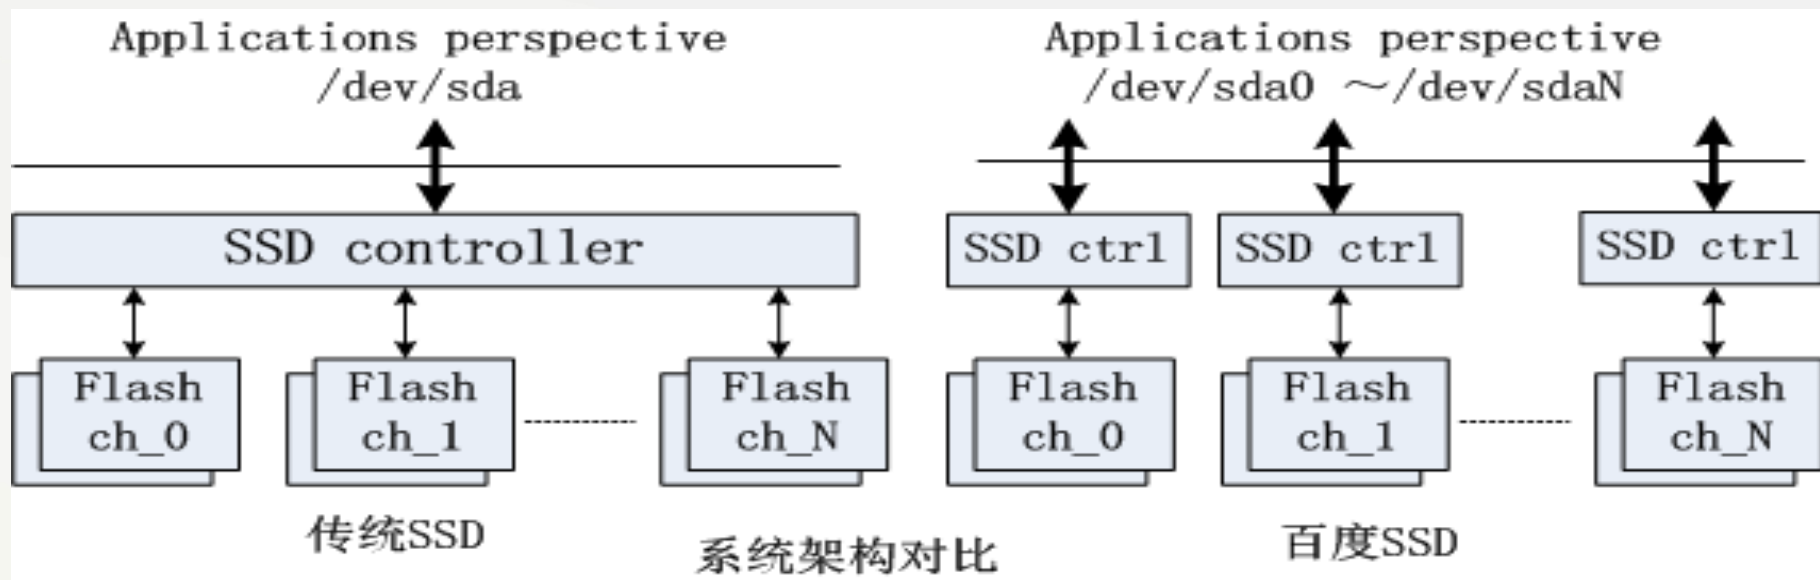 Applications perspective
/dev/sda
SSD controller
Flash
ch_0
Flash
ch_1
Flash
ch_N
传统SSD
Applications perspective
/dev/sda0 ～/dev/sdaN
SSD ctrl
SSD ctrl
SSD ctrl
Flash
ch_0
Flash
ch_1
Flash
ch_N
百度SSD
系统架构对比